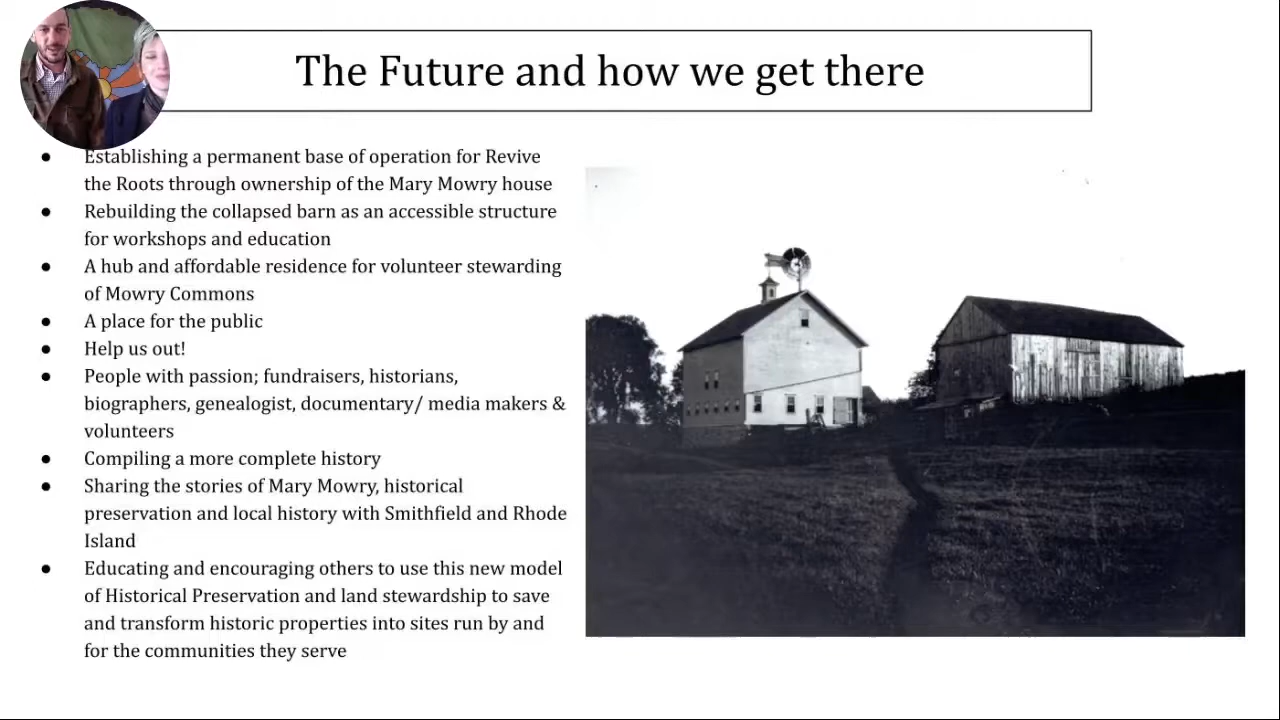 The Future and how we get there
● Establishing a permanent base of operation for Revive
the Roots through ownership of the Mary Mowry house
● Rebuilding the collapsed barn as an accessible structure
for workshops and education
● A hub and affordable residence for volunteer stewarding
of Mowry Commons
● A place for the public
● Help us out!
● People with passion; fundraisers, historians,
biographers, genealogist, documentary/ media makers &
volunteers
● Compiling a more complete history
● Sharing the stories of Mary Mowry, historical
preservation and local history with Smithfield and Rhode
Island
● Educating and encouraging others to use this new model
of Historical Preservation and land stewardship to save
and transform historic properties into sites run by and
for the communities they serve